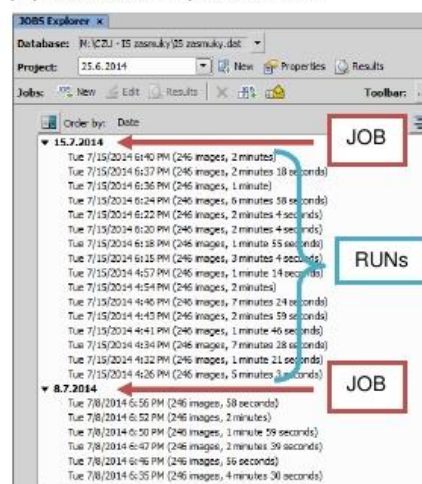 JOBS Explorer ×
Database: N:\CZU - IS zasmuky\IS zasmuky.dat
Project: 25.6.2014 New Properties Results
Jobs: New Edit Results Toolbar:
Order by: Date
15.7.2014 JOB
Tue 7/15/2014 6:40 PM (246 images, 2 minutes)
Tue 7/15/2014 6:37 PM (246 images, 2 minutes 18 seconds)
Tue 7/15/2014 6:36 PM (246 images, 1 minute)
Tue 7/15/2014 6:24 PM (246 images, 6 minutes 58 seconds)
Tue 7/15/2014 6:22 PM (246 images, 2 minutes 4 seconds)
Tue 7/15/2014 6:20 PM (246 images, 2 minutes 4 seconds)
Tue 7/15/2014 6:18 PM (246 images, 1 minute 55 seconds)
Tue 7/15/2014 6:15 PM (246 images, 3 minutes 4 seconds)
RUNs
Tue 7/15/2014 4:57 PM (246 images, 1 minute 14 seconds)
Tue 7/15/2014 4:54 PM (246 images, 2 minutes)
Tue 7/15/2014 4:46 PM (246 images, 7 minutes 24 seconds)
Tue 7/15/2014 4:43 PM (246 images, 2 minutes 59 seconds)
Tue 7/15/2014 4:41 PM (246 images, 1 minute 46 seconds)
Tue 7/15/2014 4:34 PM (246 images, 7 minutes 28 seconds)
Tue 7/15/2014 4:32 PM (246 images, 1 minute 21 seconds)
Tue 7/15/2014 4:26 PM (246 images, 5 minutes seconds)
8.7.2014 JOB
Tue 7/8/2014 6:56 PM (246 images, 58 seconds)
Tue 7/8/2014 6:52 PM (246 images, 2 minutes)
Tue 7/8/2014 6:50 PM (246 images, 1 minute 59 seconds)
Tue 7/8/2014 6:47 PM (246 images, 2 minutes 39 seconds)
Tue 7/8/2014 6:46 PM (246 images, 56 seconds)
Tue 7/8/2014 6:35 PM (246 images, 4 minutes 30 seconds)